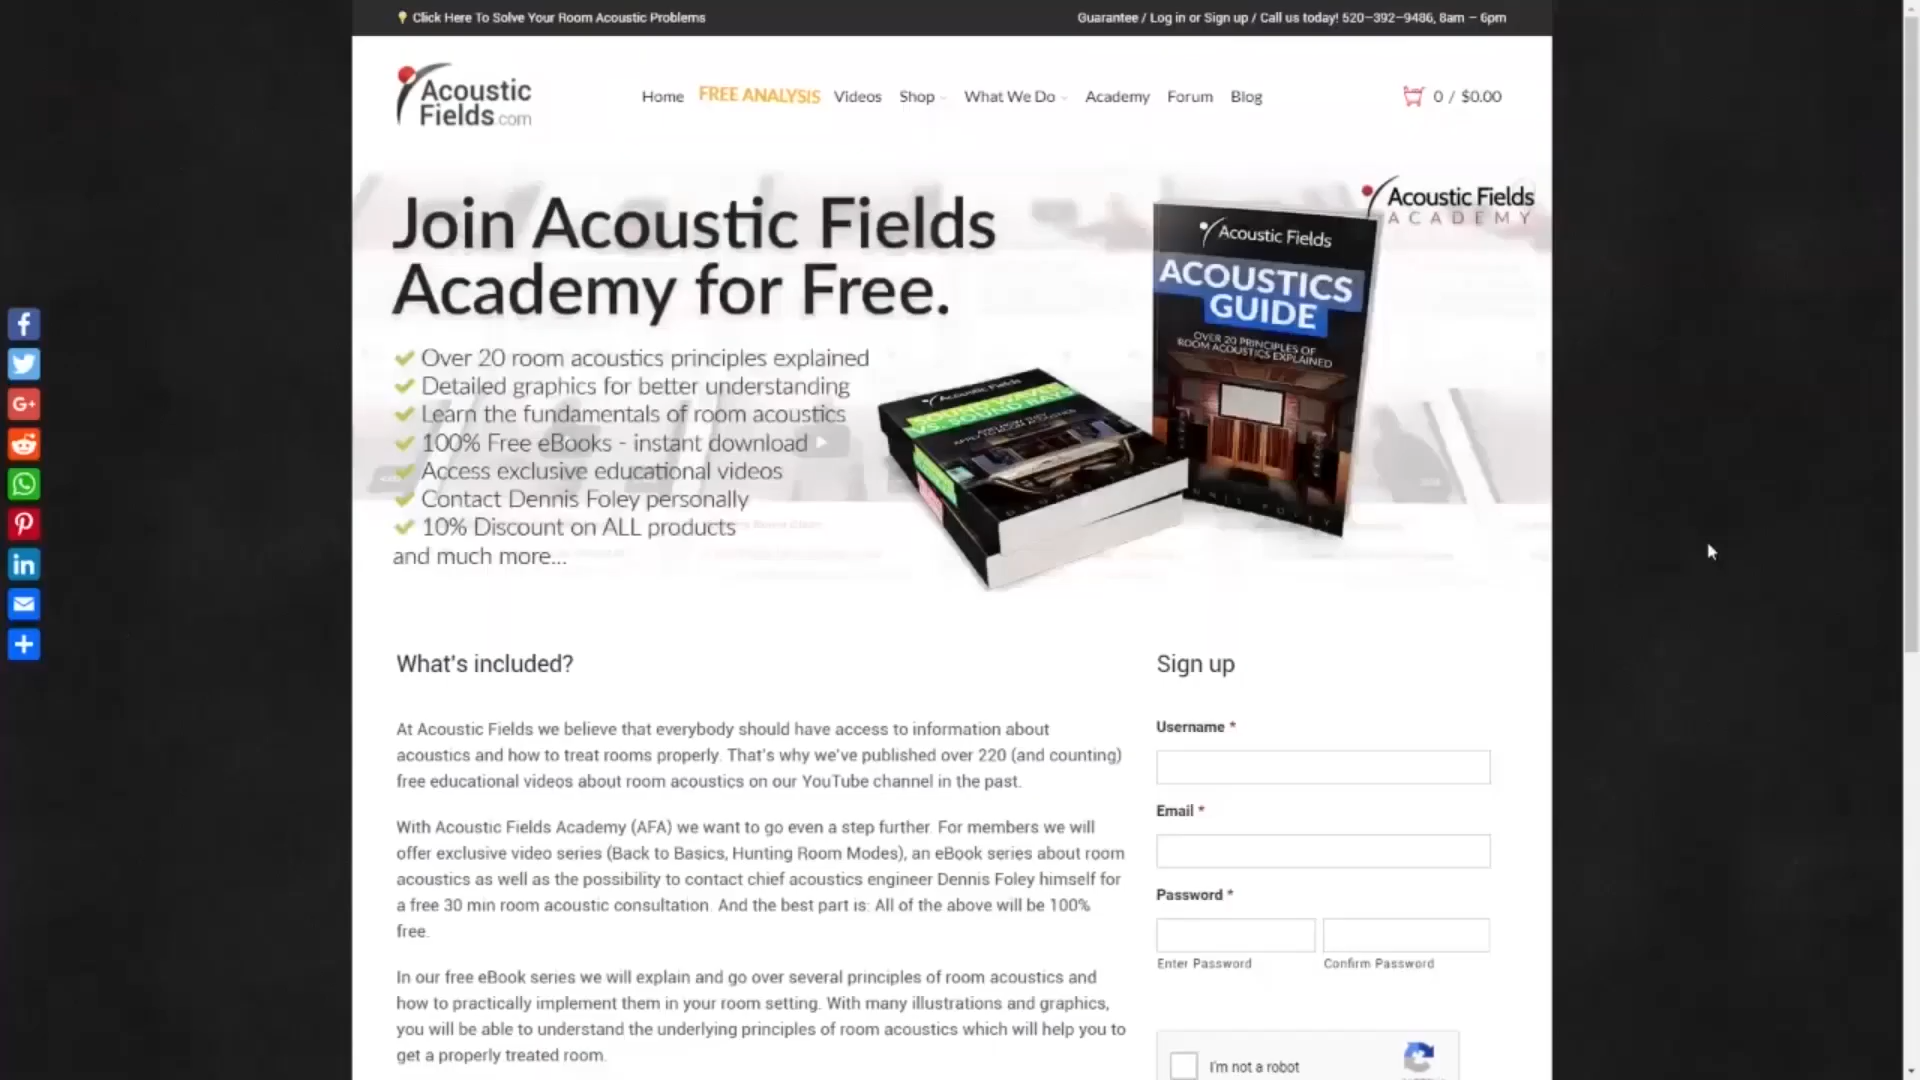 Click Here To Solve Your Room Acoustic Problems
Guarantee / Log in or Sign up / Call us today! 520-392-9486, 8am – 6pm
Acoustic
Fields.com
Home
FREE ANALYSIS
Videos
Shop
What We Do
Academy
Forum
Blog
0 / $0.00
Join Acoustic Fields
Academy for Free.
Over 20 room acoustics principles explained
Detailed graphics for better understanding
Learn the fundamentals of room acoustics
100% Free eBooks - instant download
Access exclusive educational videos
Contact Dennis Foley personally
10% Discount on ALL products
and much more...
Acoustic Fields
ACADEMY
Acoustic Fields
ACOUSTICS
GUIDE
OVER 20 PRINCIPLES OF
ROOM ACOUSTICS EXPLAINED
Acoustic Fields
SOUND WAVES
VS. SOUND RAYS
What's included?
At Acoustic Fields we believe that everybody should have access to information about
acoustics and how to treat rooms properly. That's why we've published over 220 (and counting)
free educational videos about room acoustics on our YouTube channel in the past.
With Acoustic Fields Academy (AFA) we want to go even a step further. For members we will
offer exclusive video series (Back to Basics, Hunting Room Modes), an eBook series about room
acoustics as well as the possibility to contact chief acoustics engineer Dennis Foley himself for
a free 30 min room acoustic consultation. And the best part is: All of the above will be 100%
free.
In our free eBook series we will explain and go over several principles of room acoustics and
how to practically implement them in your room setting. With many illustrations and graphics,
you will be able to understand the underlying principles of room acoustics which will help you to
get a properly treated room.
Sign up
Username *
Email *
Password *
Enter Password
Confirm Password
I'm not a robot